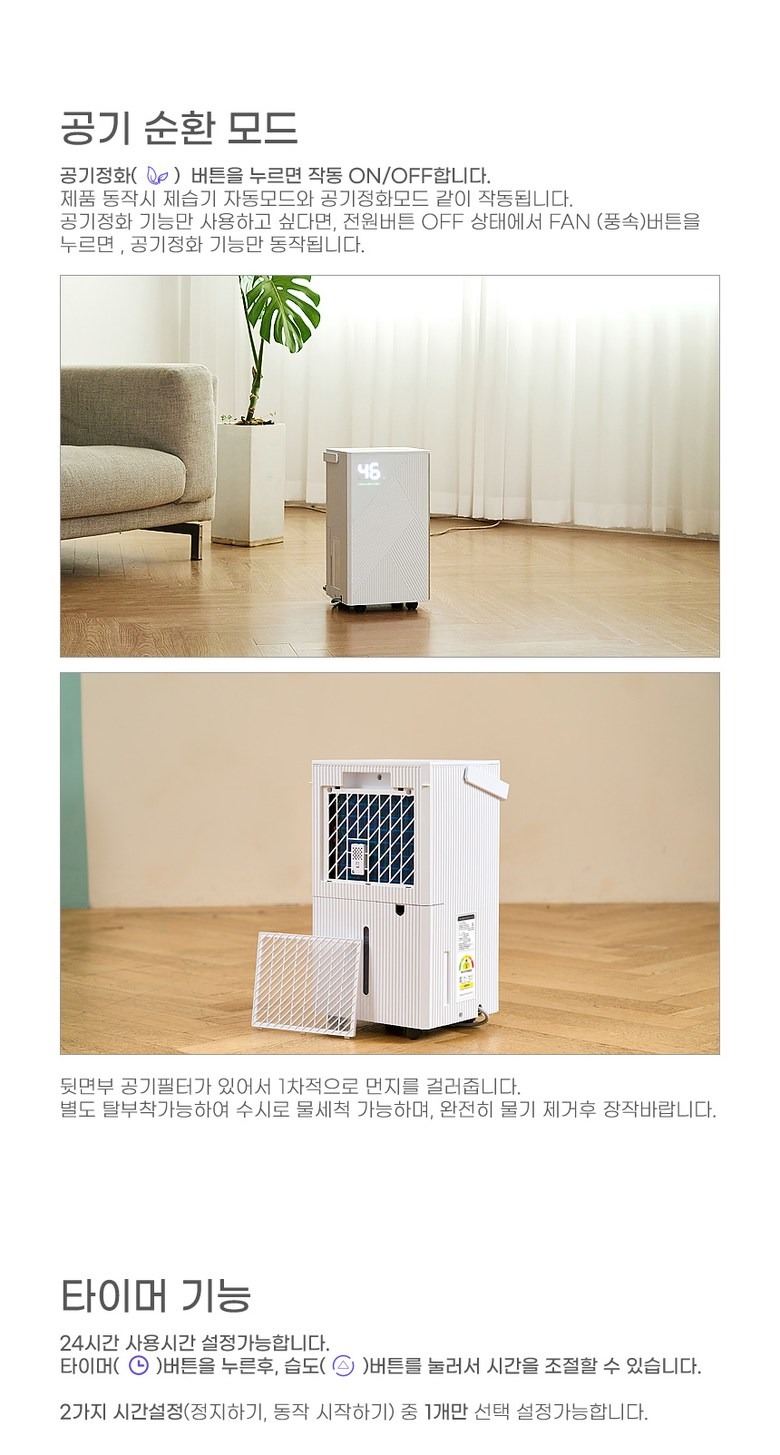 공기 순환 모드
공기정화( ) 버튼을 누르면 작동 ON/OFF합니다.
제품 동작시 제습기 자동모드와 공기정화모드 같이 작동됩니다.
공기정화 기능만 사용하고 싶다면, 전원버튼 OFF 상태에서 FAN (풍속)버튼을
누르면 , 공기정화 기능만 동작됩니다.
46
뒷면부 공기필터가 있어서 1차적으로 먼지를 걸러줍니다.
별도 탈부착가능하여 수시로 물세척 가능하며, 완전히 물기 제거후 장작바랍니다.
타이머 기능
24시간 사용시간 설정가능합니다.
타이머( )버튼을 누른후, 습도( )버튼를 눌러서 시간을 조절할 수 있습니다.
2가지 시간설정(정지하기, 동작 시작하기) 중 1개만 선택 설정가능합니다.